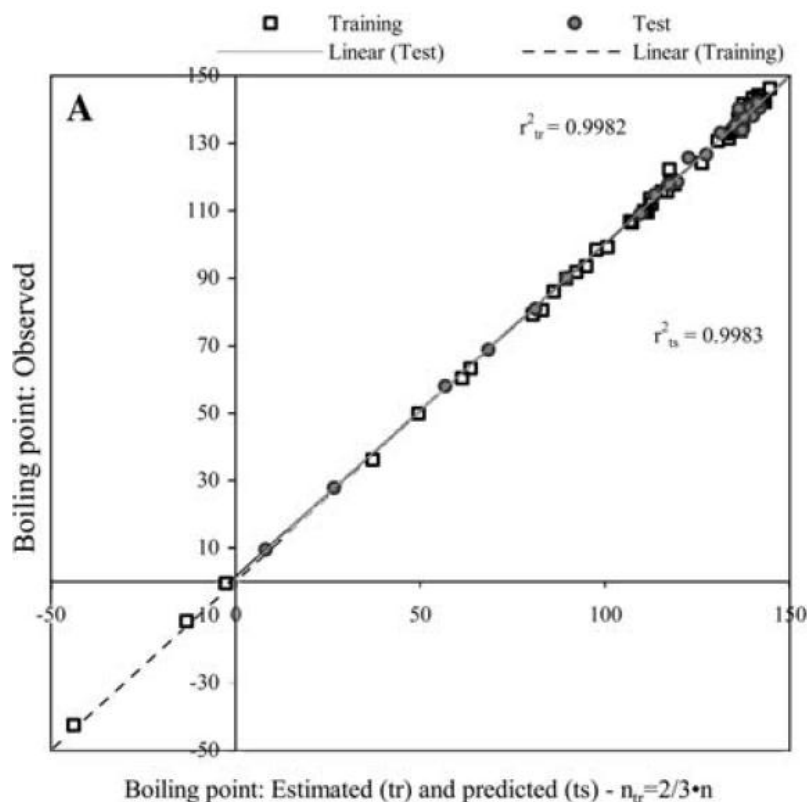 Training Test
Linear (Test) Linear (Training)
150
A
r²tr = 0.9982
130
110
90
r²ts = 0.9983
70
50
30
10
-50 0 50 100 150
-10
-30
-50
Boiling point: Observed
Boiling point: Estimated (tr) and predicted (ts) - ntr=2/3•n